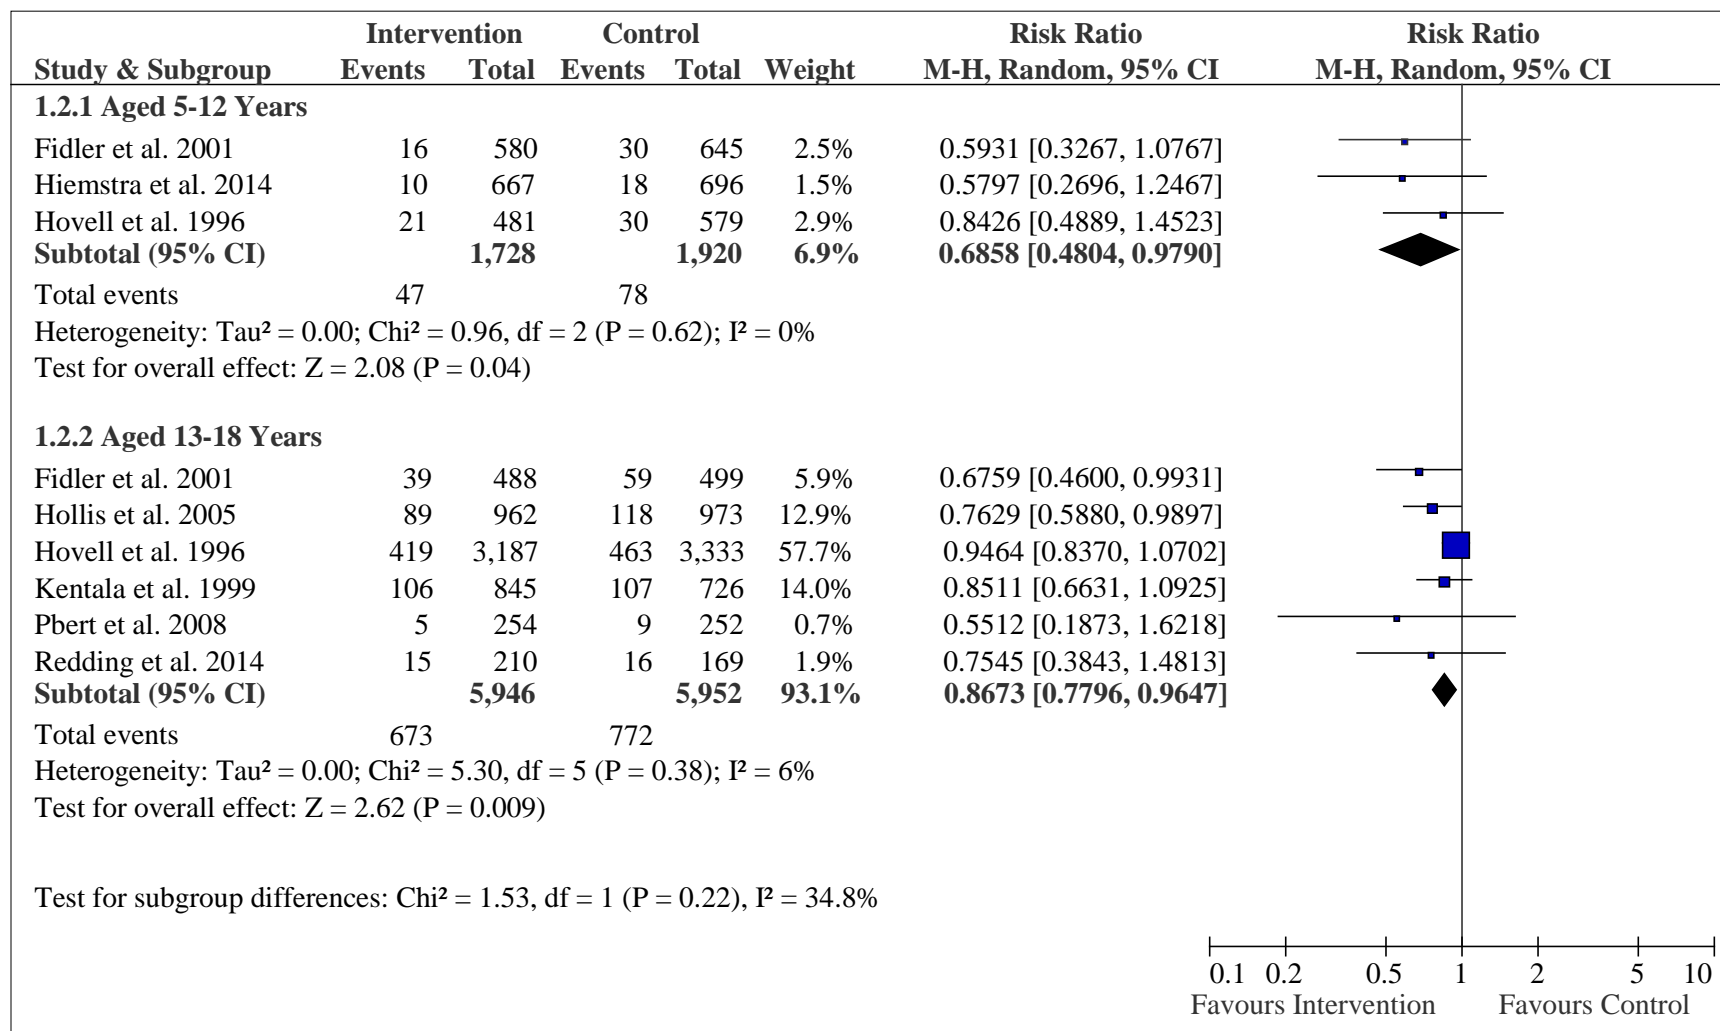 Intervention Control Risk Ratio Risk Ratio
Study & Subgroup Events Total Events Total Weight M-H, Random, 95% CI M-H, Random, 95% CI
1.2.1 Aged 5-12 Years
Fidler et al. 2001 16 580 30 645 2.5% 0.5931 [0.3267, 1.0767]
Hiemstra et al. 2014 10 667 18 696 1.5% 0.5797 [0.2696, 1.2467]
Hovell et al. 1996 21 481 30 579 2.9% 0.8426 [0.4889, 1.4523]
Subtotal (95% CI) 1,728 1,920 6.9% 0.6858 [0.4804, 0.9790]
Total events 47 78
Heterogeneity: Tau² = 0.00; Chi² = 0.96, df = 2 (P = 0.62); I² = 0%
Test for overall effect: Z = 2.08 (P = 0.04)
1.2.2 Aged 13-18 Years
Fidler et al. 2001 39 488 59 499 5.9% 0.6759 [0.4600, 0.9931]
Hollis et al. 2005 89 962 118 973 12.9% 0.7629 [0.5880, 0.9897]
Hovell et al. 1996 419 3,187 463 3,333 57.7% 0.9464 [0.8370, 1.0702]
Kentala et al. 1999 106 845 107 726 14.0% 0.8511 [0.6631, 1.0925]
Pbert et al. 2008 5 254 9 252 0.7% 0.5512 [0.1873, 1.6218]
Redding et al. 2014 15 210 16 169 1.9% 0.7545 [0.3843, 1.4813]
Subtotal (95% CI) 5,946 5,952 93.1% 0.8673 [0.7796, 0.9647]
Total events 673 772
Heterogeneity: Tau² = 0.00; Chi² = 5.30, df = 5 (P = 0.38); I² = 6%
Test for overall effect: Z = 2.62 (P = 0.009)
Test for subgroup differences: Chi² = 1.53, df = 1 (P = 0.22), I² = 34.8%
0.1 0.2 0.5 1 2 5 10
Favours Intervention Favours Control